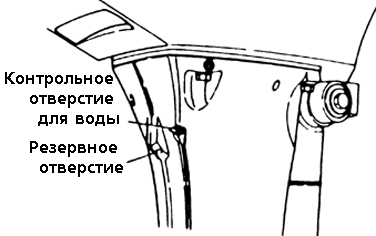 Контрольное
отверстие
для воды
Резервное
отверстие